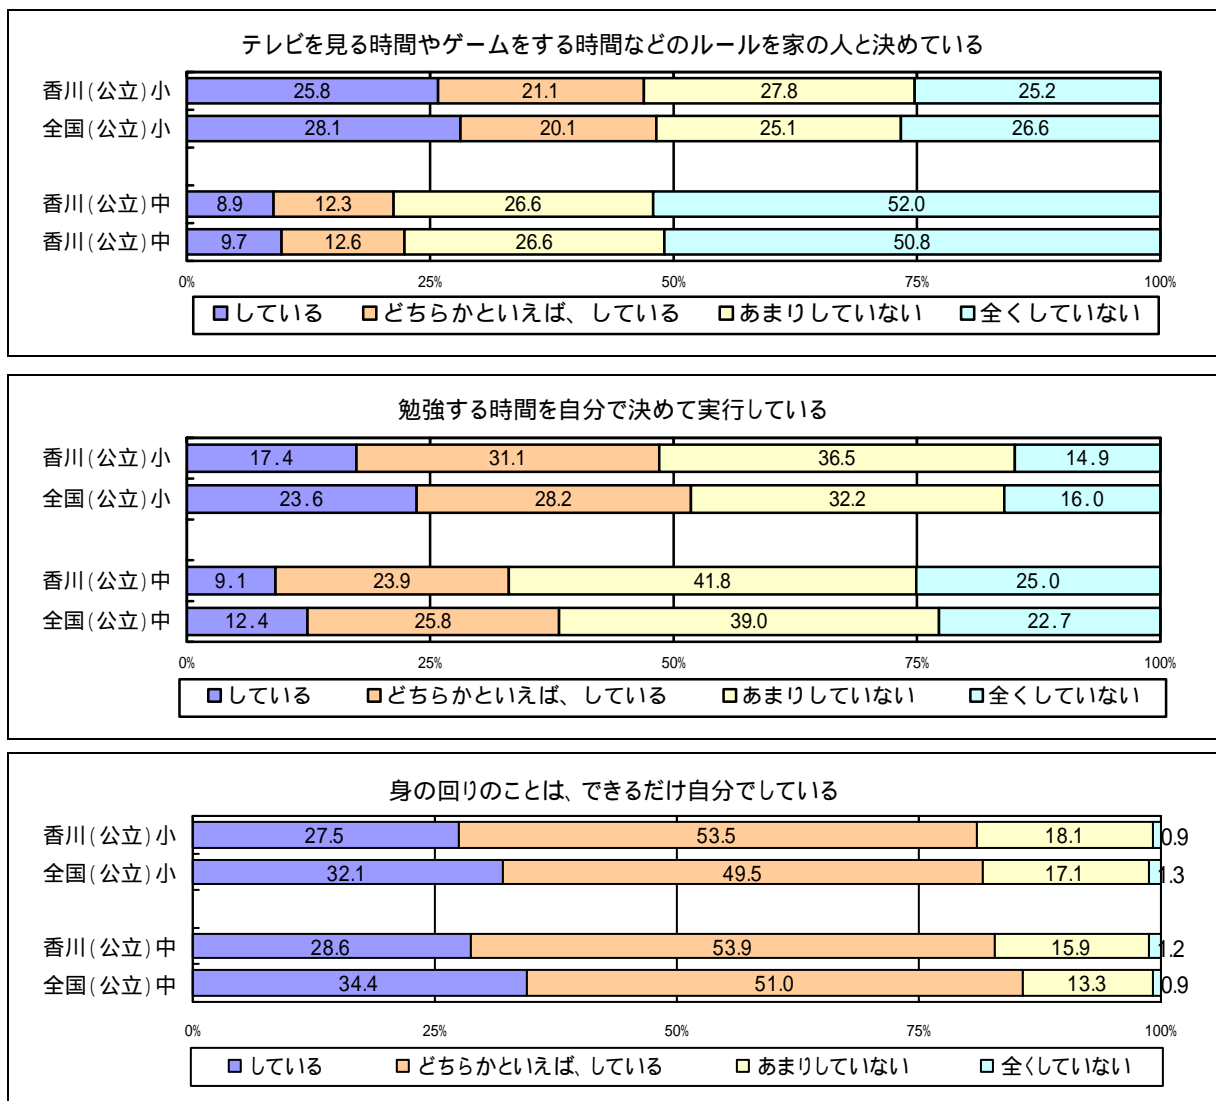 テレビを見る時間やゲームをする時間などのルールを家の人と決めている
香川(公立)小 25.8 21.1 27.8 25.2
全国(公立)小 28.1 20.1 25.1 26.6
香川(公立)中 8.9 12.3 26.6 52.0
香川(公立)中 9.7 12.6 26.6 50.8
0% 25% 50% 75% 100%
している どちらかといえば、している あまりしていない 全くしていない
勉強する時間を自分で決めて実行している
香川(公立)小 17.4 31.1 36.5 14.9
全国(公立)小 23.6 28.2 32.2 16.0
香川(公立)中 9.1 23.9 41.8 25.0
全国(公立)中 12.4 25.8 39.0 22.7
0% 25% 50% 75% 100%
している どちらかといえば、している あまりしていない 全くしていない
身の回りのことは、できるだけ自分でしている
香川(公立)小 27.5 53.5 18.1 0.9
全国(公立)小 32.1 49.5 17.1 1.3
香川(公立)中 28.6 53.9 15.9 1.2
全国(公立)中 34.4 51.0 13.3 0.9
0% 25% 50% 75% 100%
している どちらかといえば、している あまりしていない 全くしていない